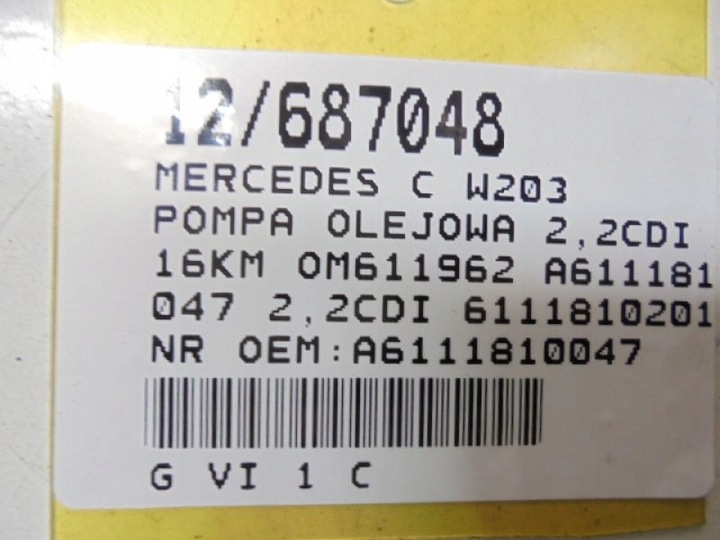 12/687048
MERCEDES C W203
POMPA OLEJOWA 2,2CDI
16KM OM611962 A611181
047 2,2CDI 6111810201
NR OEM:A6111810047
G VI 1 C